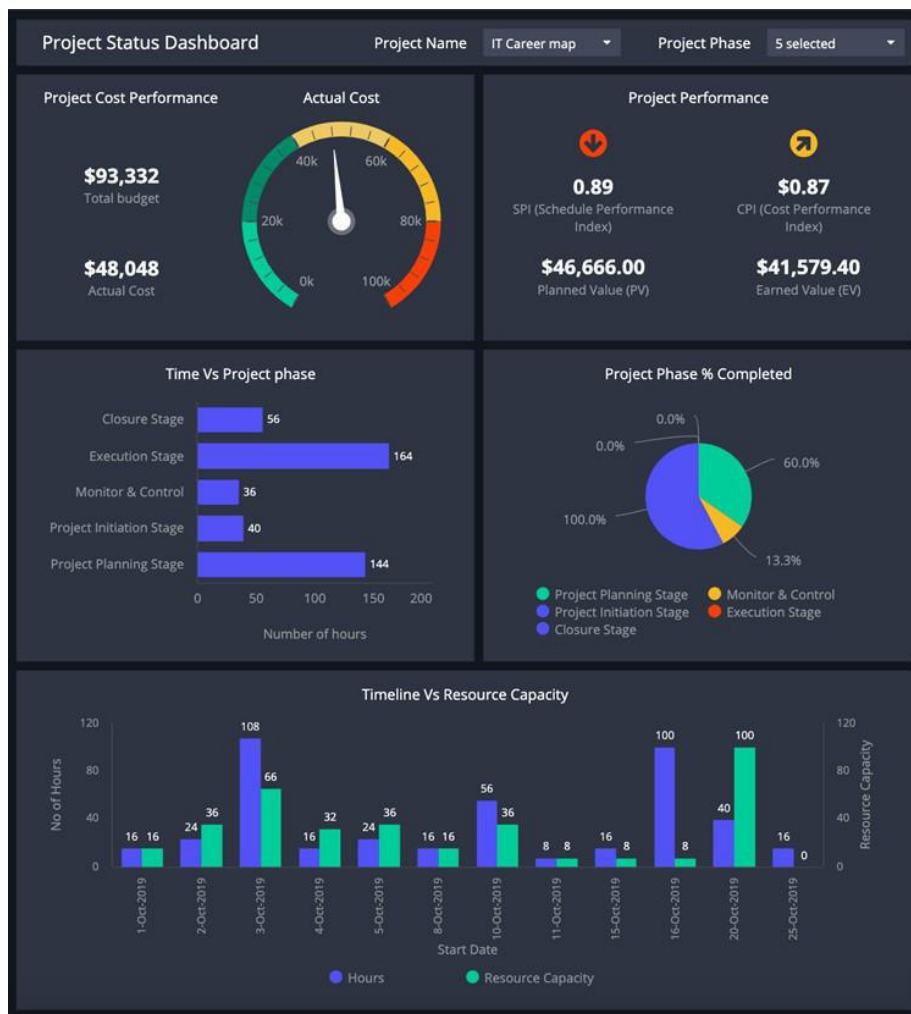 Project Status Dashboard
Project Name
IT Career map
Project Phase
5 selected
Project Cost Performance
Actual Cost
$93,332
Total budget
$48,048
Actual Cost
0k
20k
40k
60k
80k
100k
Project Performance
0.89
SPI (Schedule Performance
Index)
$0.87
CPI (Cost Performance
Index)
$46,666.00
Planned Value (PV)
$41,579.40
Earned Value (EV)
Time Vs Project phase
Closure Stage
56
Execution Stage
164
Monitor & Control
36
Project Initiation Stage
40
Project Planning Stage
144
0 50 100 150 200
Number of hours
Project Phase % Completed
0.0%
0.0%
60.0%
100.0%
13.3%
Project Planning Stage
Monitor & Control
Project Initiation Stage
Execution Stage
Closure Stage
Timeline Vs Resource Capacity
No of Hours
120
80
40
0
16 16
24 36
108 66
16 32
24 36
16 16
56 36
8 8
16 8
100 8
40 100
16 0
120
80
40
0
Resource Capacity
1-Oct-2019
2-Oct-2019
3-Oct-2019
4-Oct-2019
5-Oct-2019
8-Oct-2019
10-Oct-2019
11-Oct-2019
15-Oct-2019
16-Oct-2019
20-Oct-2019
25-Oct-2019
Start Date
Hours
Resource Capacity